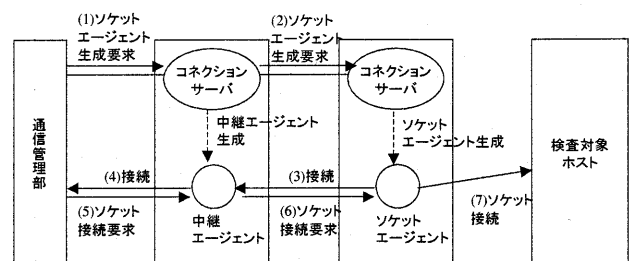 (1)ソケット
エージェント
生成要求
(2)ソケット
エージェント
生成要求
コネクション
サーバ
コネクション
サーバ
中継エージェント
生成
ソケット
エージェント生成
通信管理部
検査対象
ホスト
(4)接続
(3)接続
(5)ソケット
接続要求
中継
エージェント
(6)ソケット
接続要求
ソケット
エージェント
(7)ソケット
接続